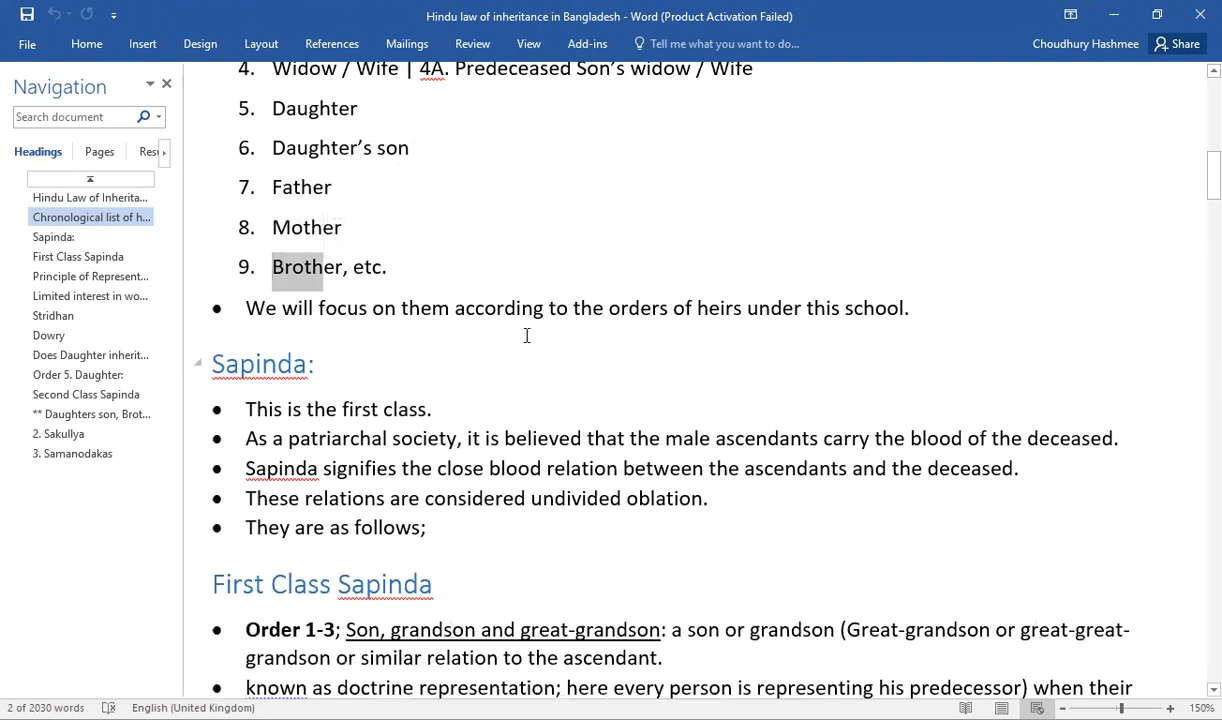 Hindu law of inheritance in Bangladesh - Word (Product Activation Failed)
File Home Insert Design Layout References Mailings Review View Add-ins Tell me what you want to do... Choudhury Hashmee Share
Navigation
Search document
Headings Pages
Hindu Law of Inherita...
Chronological list of h...
Sapinda:
First Class Sapinda
Principle of Represent...
Limited interest in wo...
Stridhan
Dowry
Does Daughter inherit...
Order 5. Daughter:
Second Class Sapinda
** Daughters son, Brot...
2. Sakullya
3. Samanodakas
4. Widow / Wife | 4A. Predeceased Son’s widow / Wife
5. Daughter
6. Daughter’s son
7. Father
8. Mother
9. Brother, etc.
• We will focus on them according to the orders of heirs under this school.
Sapinda:
• This is the first class.
• As a patriarchal society, it is believed that the male ascendants carry the blood of the deceased.
• Sapinda signifies the close blood relation between the ascendants and the deceased.
• These relations are considered undivided oblation.
• They are as follows;
First Class Sapinda
• Order 1-3; Son, grandson and great-grandson: a son or grandson (Great-grandson or great-great-
grandson or similar relation to the ascendant.
• known as doctrine representation; here every person is representing his predecessor) when their
2 of 2030 words English (United Kingdom) 150%